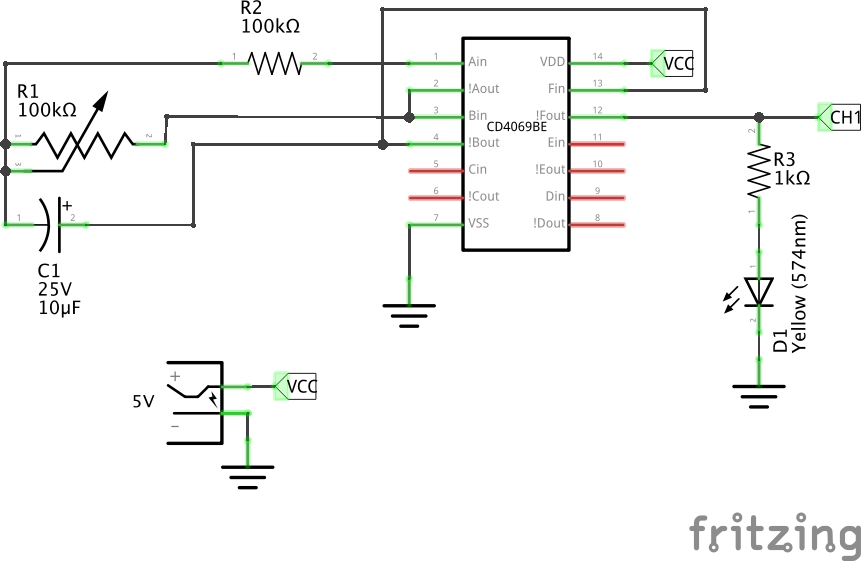 R2
100kΩ
R1
100kΩ
1
2
1
2
3
+
1
2
C1
25V
10µF
1
2
3
4
5
6
7
Ain
!Aout
Bin
!Bout
Cin
!Cout
VSS
CD4069BE
VDD
Fin
!Fout
Ein
!Eout
Din
!Dout
14
13
12
11
10
9
8
VCC
CH1
2
R3
1kΩ
1
1
2
D1
Yellow (574nm)
5V
+
−
VCC
fritzing